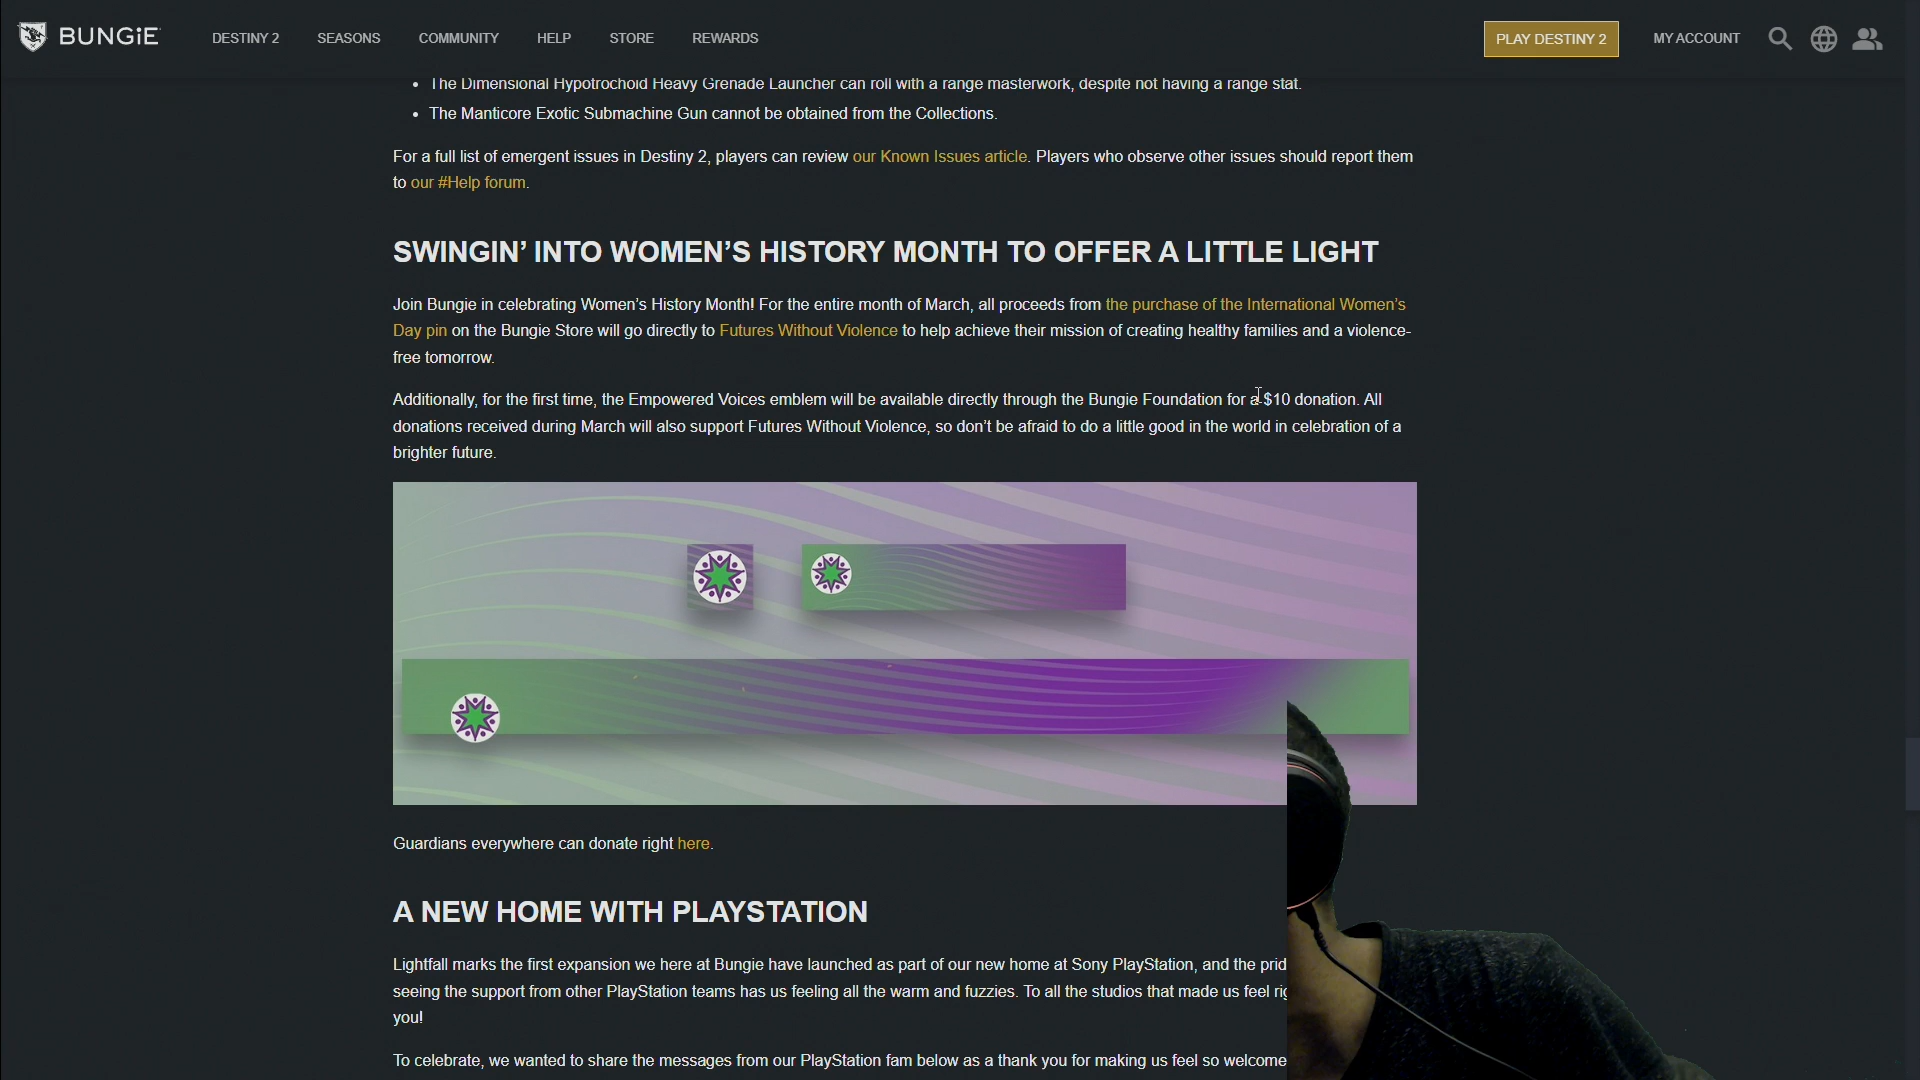 BUNGiE
DESTINY 2
SEASONS
COMMUNITY
HELP
STORE
REWARDS
PLAY DESTINY 2
MY ACCOUNT
The Dimensional Hypotrochoid Heavy Grenade Launcher can roll with a range masterwork, despite not having a range stat.
The Manticore Exotic Submachine Gun cannot be obtained from the Collections.
For a full list of emergent issues in Destiny 2, players can review our Known Issues article. Players who observe other issues should report them
to our #Help forum.
SWINGIN’ INTO WOMEN’S HISTORY MONTH TO OFFER A LITTLE LIGHT
Join Bungie in celebrating Women’s History Month! For the entire month of March, all proceeds from the purchase of the International Women’s
Day pin on the Bungie Store will go directly to Futures Without Violence to help achieve their mission of creating healthy families and a violence-
free tomorrow.
Additionally, for the first time, the Empowered Voices emblem will be available directly through the Bungie Foundation for a $10 donation. All
donations received during March will also support Futures Without Violence, so don’t be afraid to do a little good in the world in celebration of a
brighter future.
Guardians everywhere can donate right here.
A NEW HOME WITH PLAYSTATION
Lightfall marks the first expansion we here at Bungie have launched as part of our new home at Sony PlayStation, and the
seeing the support from other PlayStation teams has us feeling all the warm and fuzzies. To all the studios that made us feel
you!
To celebrate, we wanted to share the messages from our PlayStation fam below as a thank you for making us feel so welcome